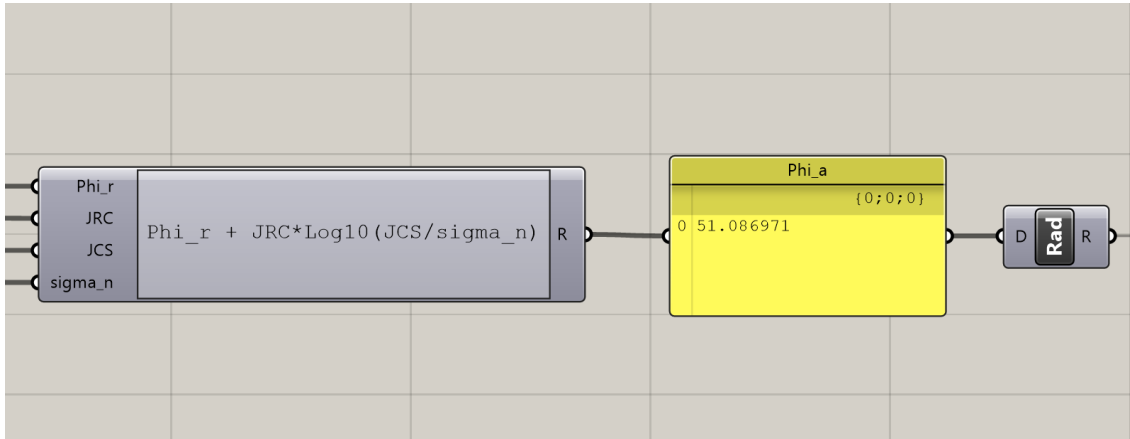 Phi_r
JRC
JCS
sigma_n
Phi_r + JRC*Log10(JCS/sigma_n)
R
Phi_a
{0;0;0}
0 51.086971
D
Rad
R